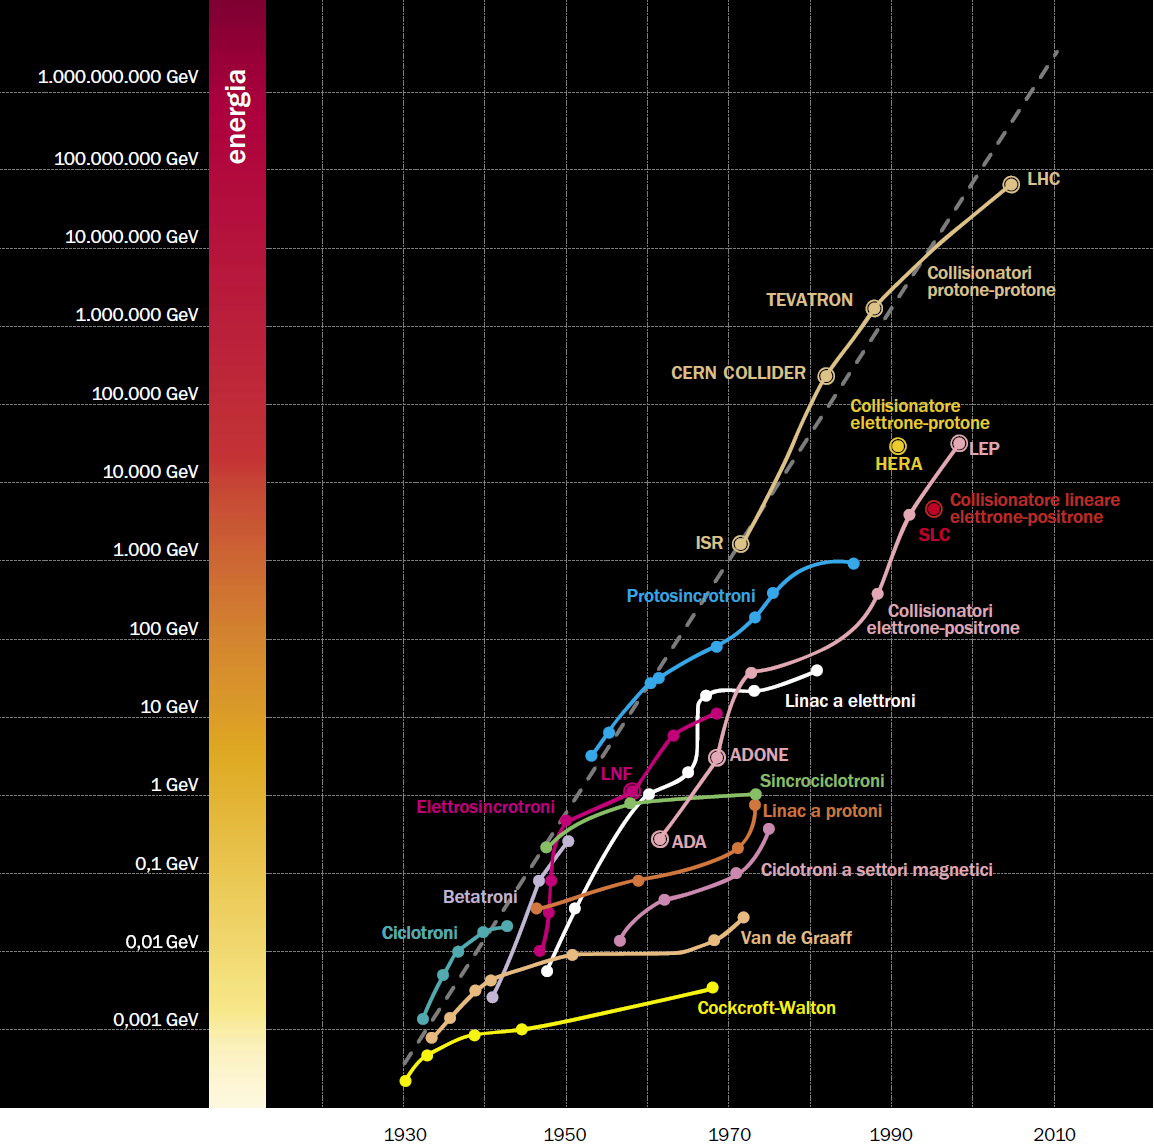 energia
1.000.000.000 GeV
100.000.000 GeV
10.000.000 GeV
1.000.000 GeV
100.000 GeV
10.000 GeV
1.000 GeV
100 GeV
10 GeV
1 GeV
0,1 GeV
0,01 GeV
0,001 GeV
LHC
Collisionatori
protone-protone
TEVATRON
CERN COLLIDER
Collisionatore
elettrone-protone
HERA
LEP
Collisionatore lineare
elettrone-positrone
SLC
ISR
Protosincrotroni
Collisionatori
elettrone-positrone
Linac a elettroni
ADONE
LNF
Sincrociclotroni
Elettrosincrotroni
Linac a protoni
ADA
Ciclotroni a settori magnetici
Betatroni
Ciclotroni
Van de Graaff
Cockcroft-Walton
1930
1950
1970
1990
2010